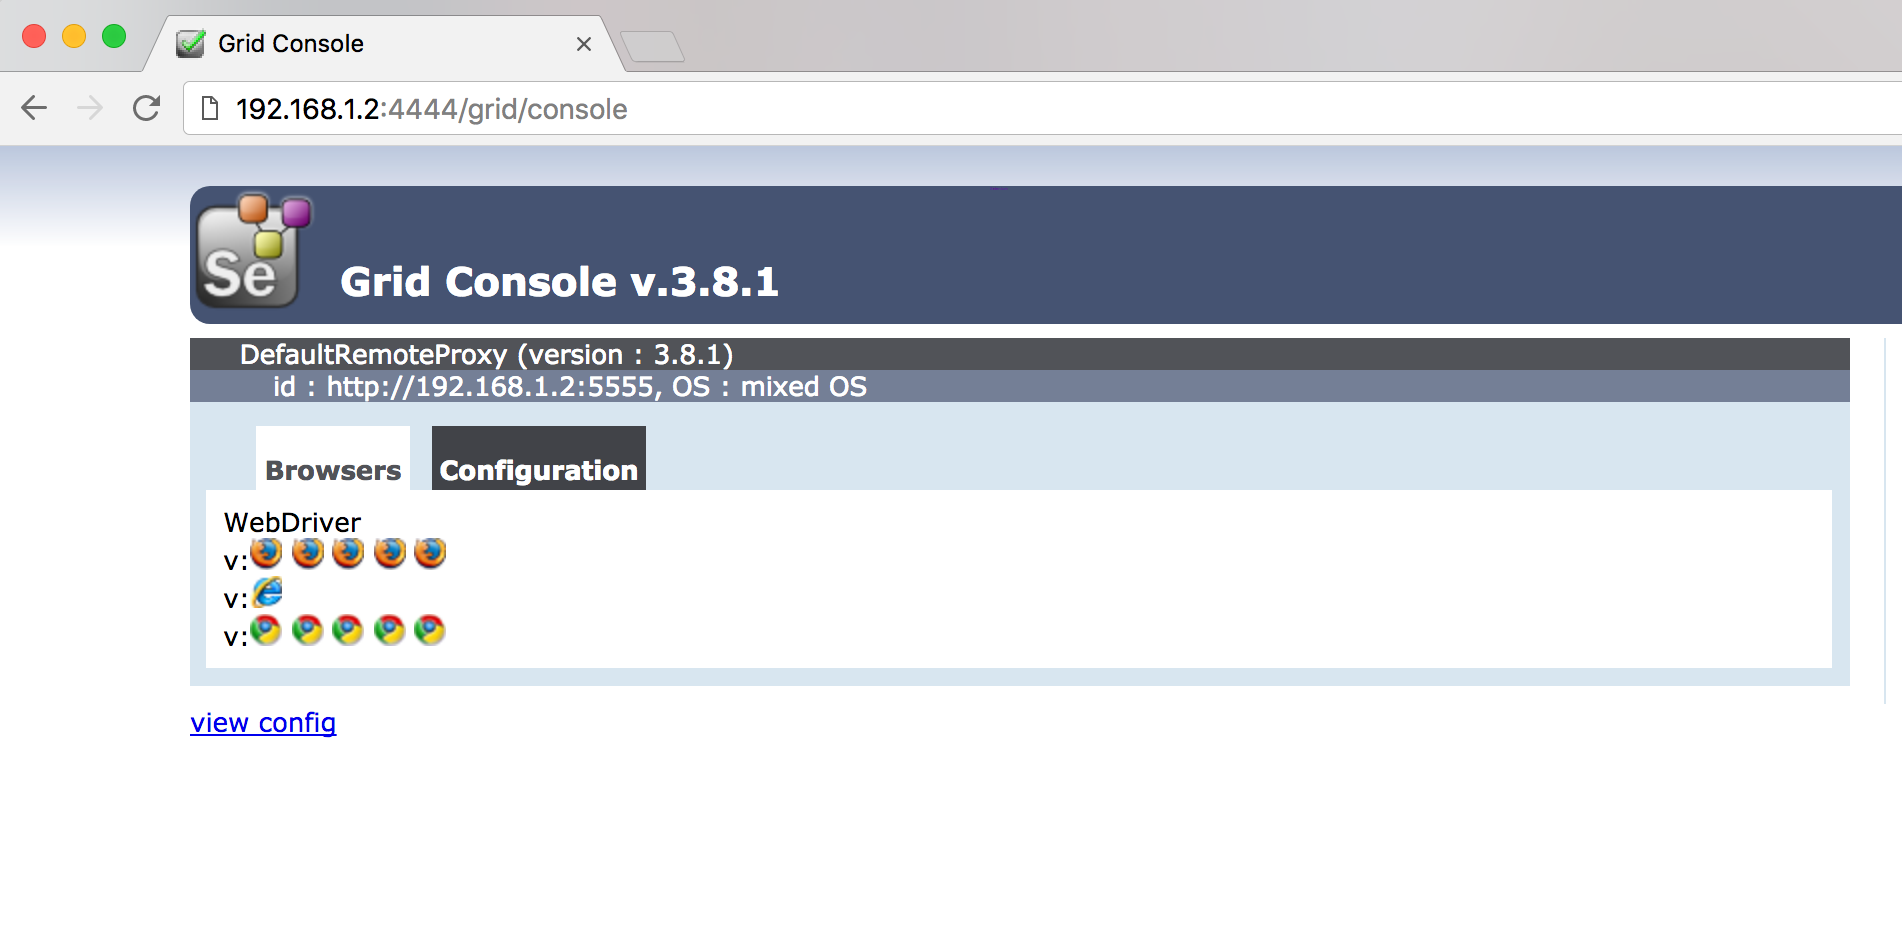 Grid Console
192.168.1.2:4444/grid/console
Se
Grid Console v.3.8.1
DefaultRemoteProxy (version : 3.8.1)
id : http://192.168.1.2:5555, OS : mixed OS
Browsers Configuration
WebDriver
v:
v:
v:
view config